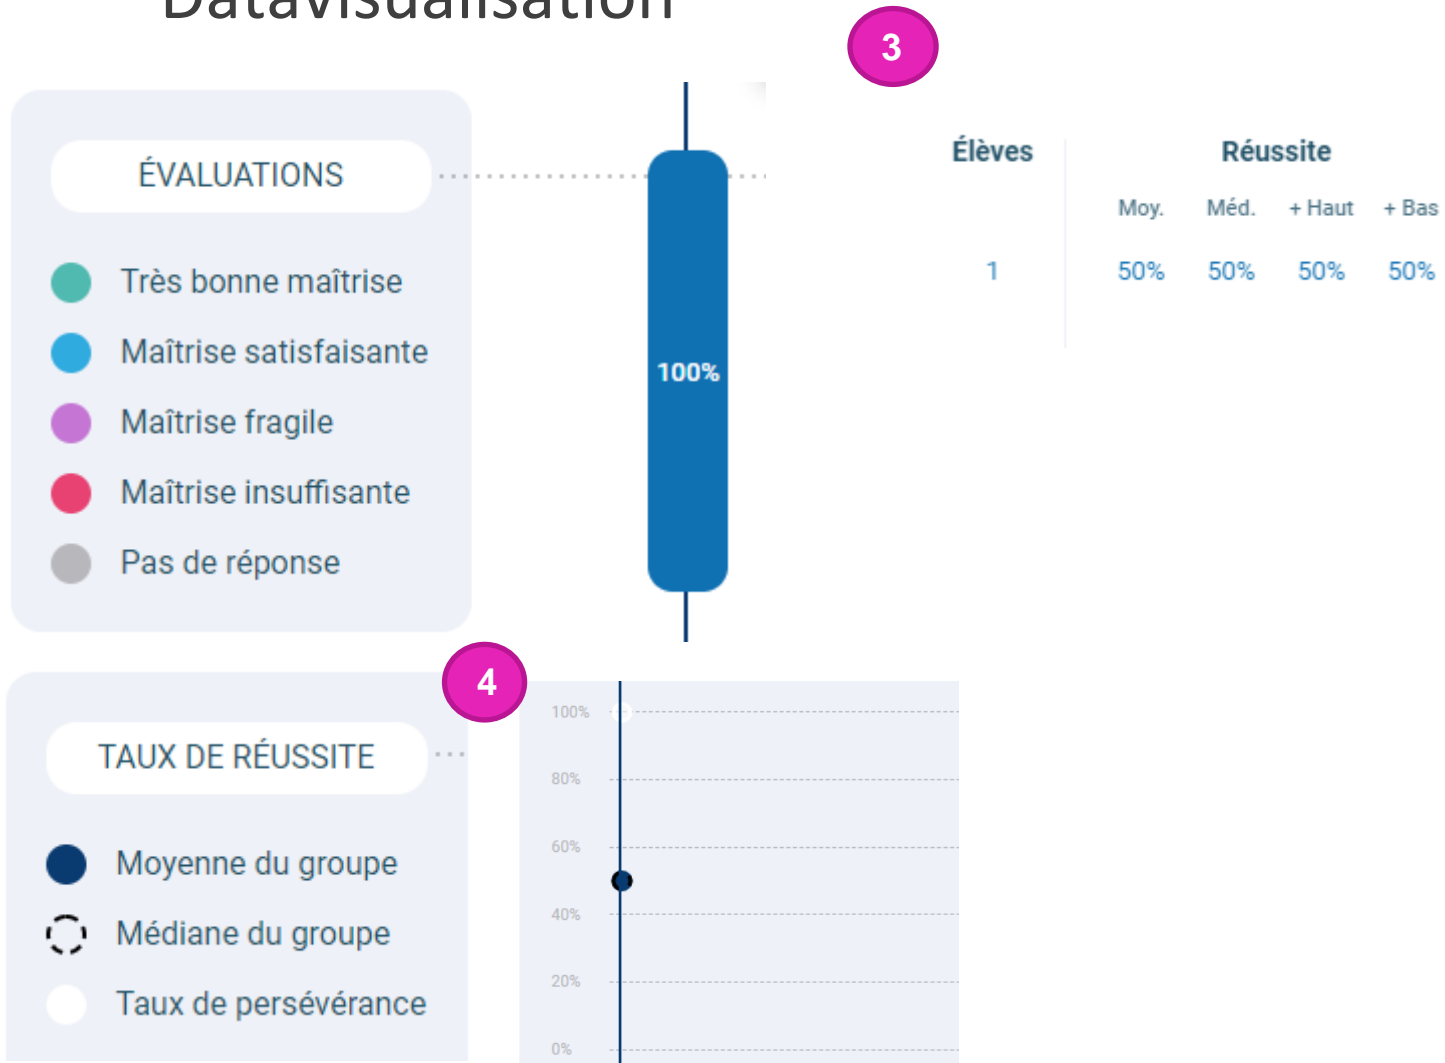 Datavisualisation
3
ÉVALUATIONS
Très bonne maîtrise
Maîtrise satisfaisante
Maîtrise fragile
Maîtrise insuffisante
Pas de réponse
100%
Élèves Réussite
Moy. Méd. + Haut + Bas
1 50% 50% 50% 50%
4
TAUX DE RÉUSSITE
Moyenne du groupe
Médiane du groupe
Taux de persévérance
100%
80%
60%
40%
20%
0%